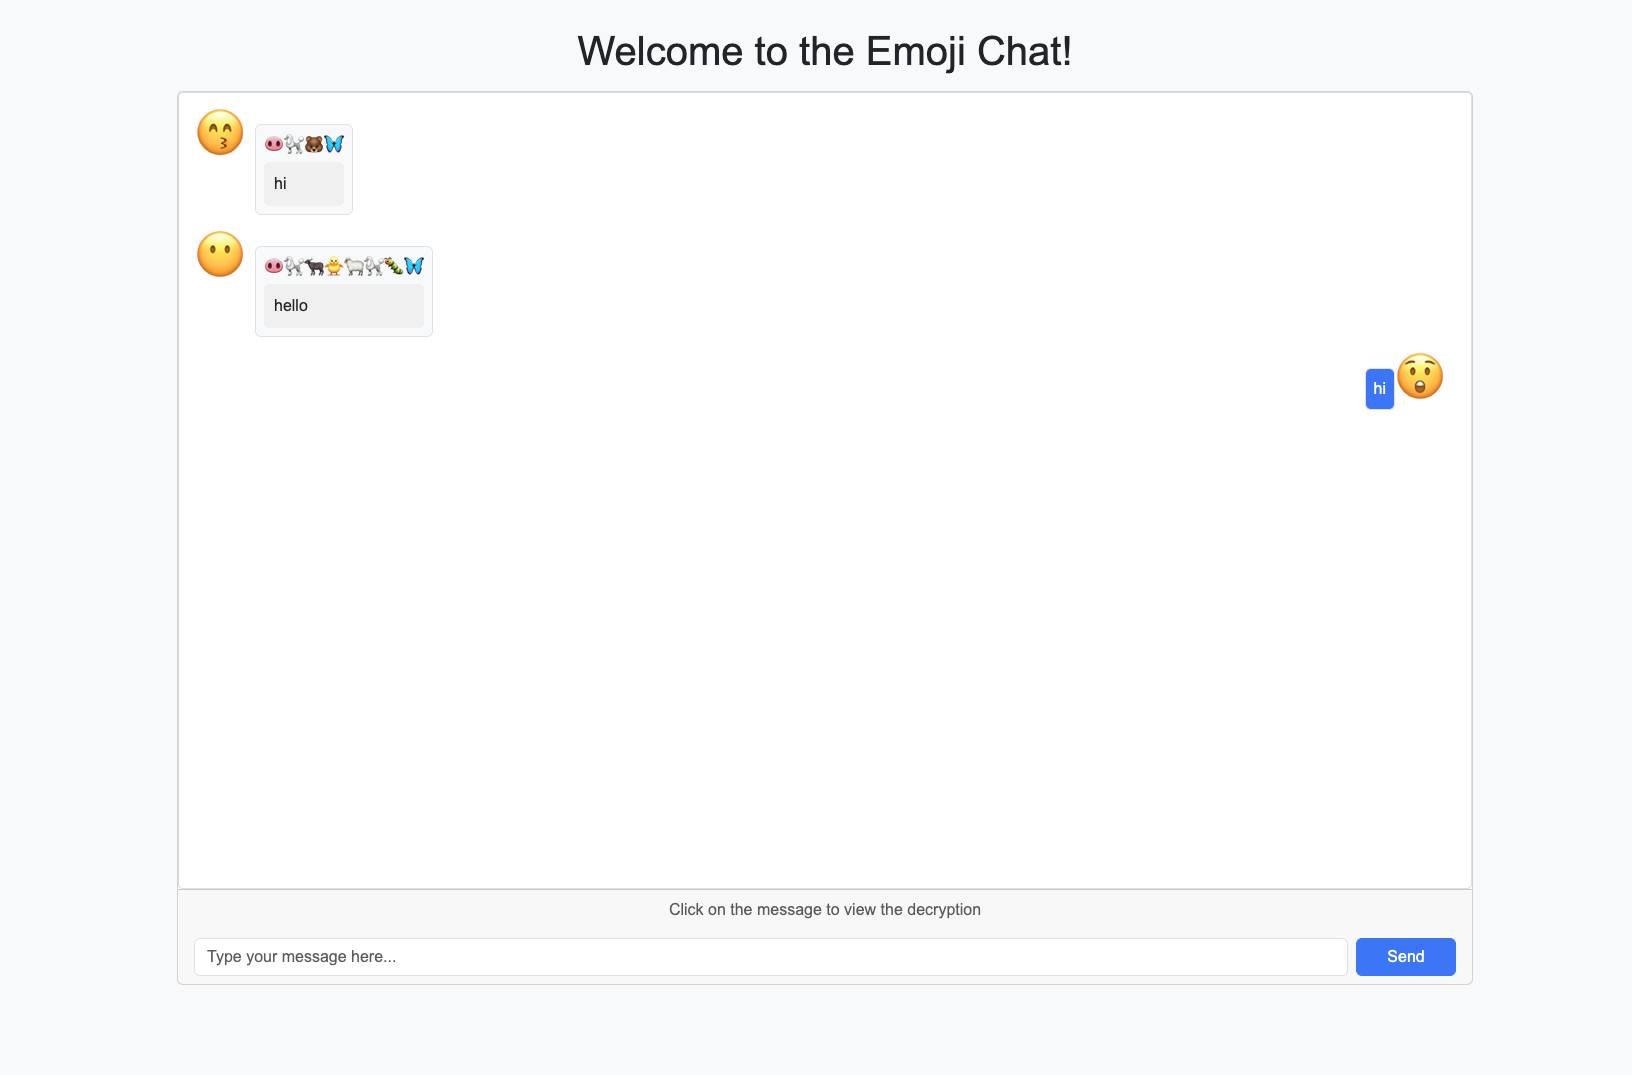 Welcome to the Emoji Chat!
🐽🐩🐻🦋
hi
🐽🐩🐂🐥🐑🐩🐛🦋
hello
hi
Click on the message to view the decryption
Type your message here...
Send